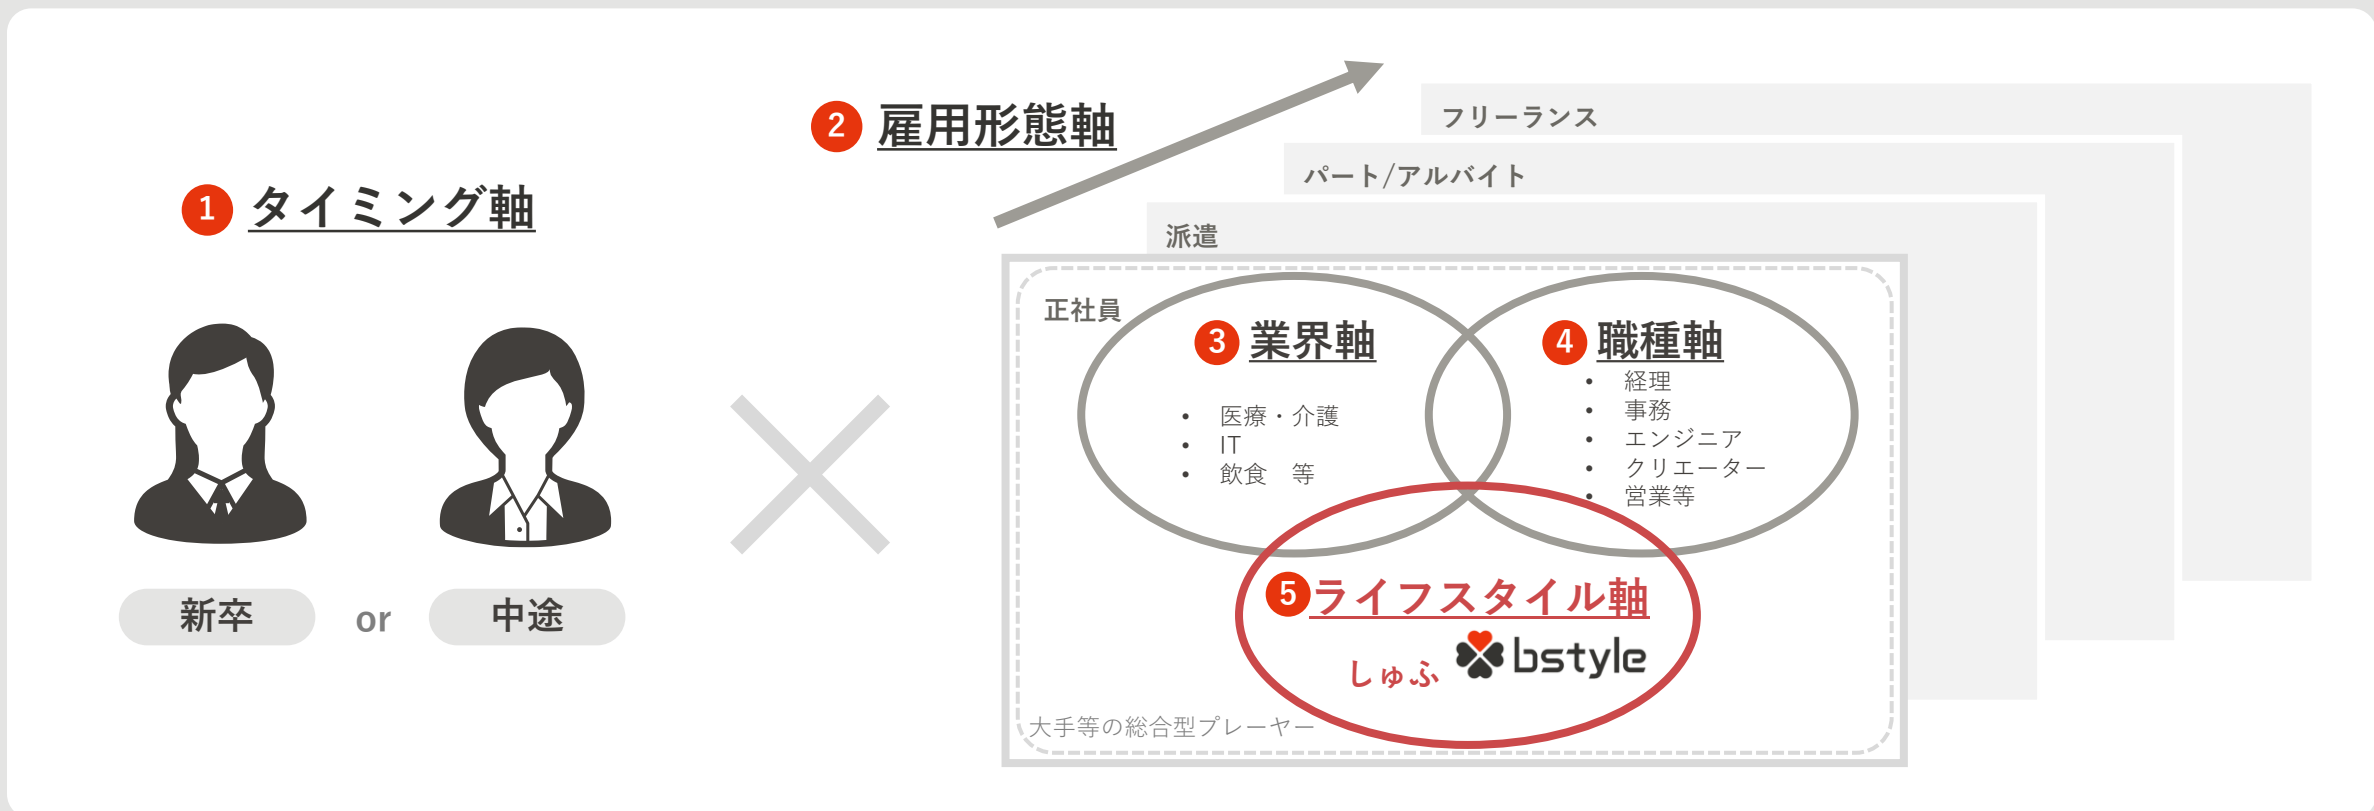 1 タイミング軸
新卒
or
中途
2 雇用形態軸
フリーランス
パート/アルバイト
派遣
正社員
3 業界軸
• 医療・介護
• IT
• 飲食　等
4 職種軸
• 経理
• 事務
• エンジニア
• クリエーター
• 営業等
5 ライフスタイル軸
しゅふ bstyle
大手等の総合型プレーヤー